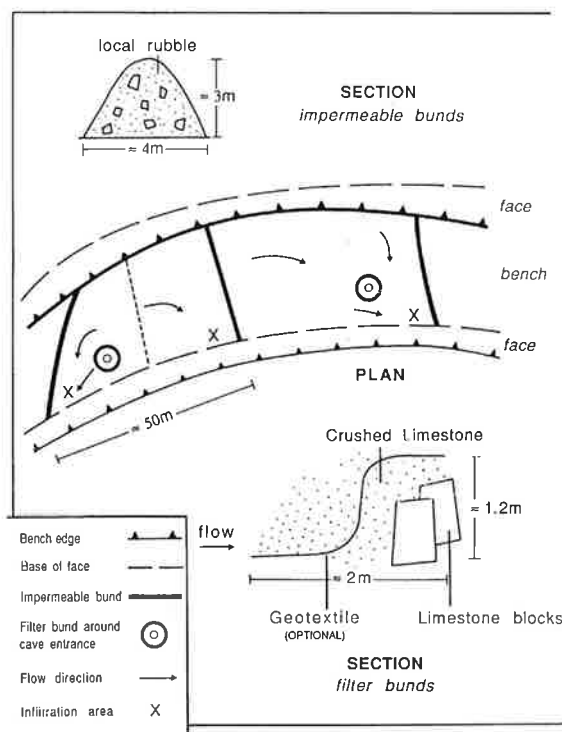 local rubble
≈ 3m
≈ 4m
SECTION
impermeable bunds
face
bench
face
X
X
X
PLAN
≈ 50m
Crushed Limestone
flow
≈ 1.2m
≈ 2m
Geotextile
(OPTIONAL)
Limestone blocks
SECTION
filter bunds
Bench edge
Base of face
Impermeable bund
Filter bund around
cave entrance
Flow direction
Infiltration area X